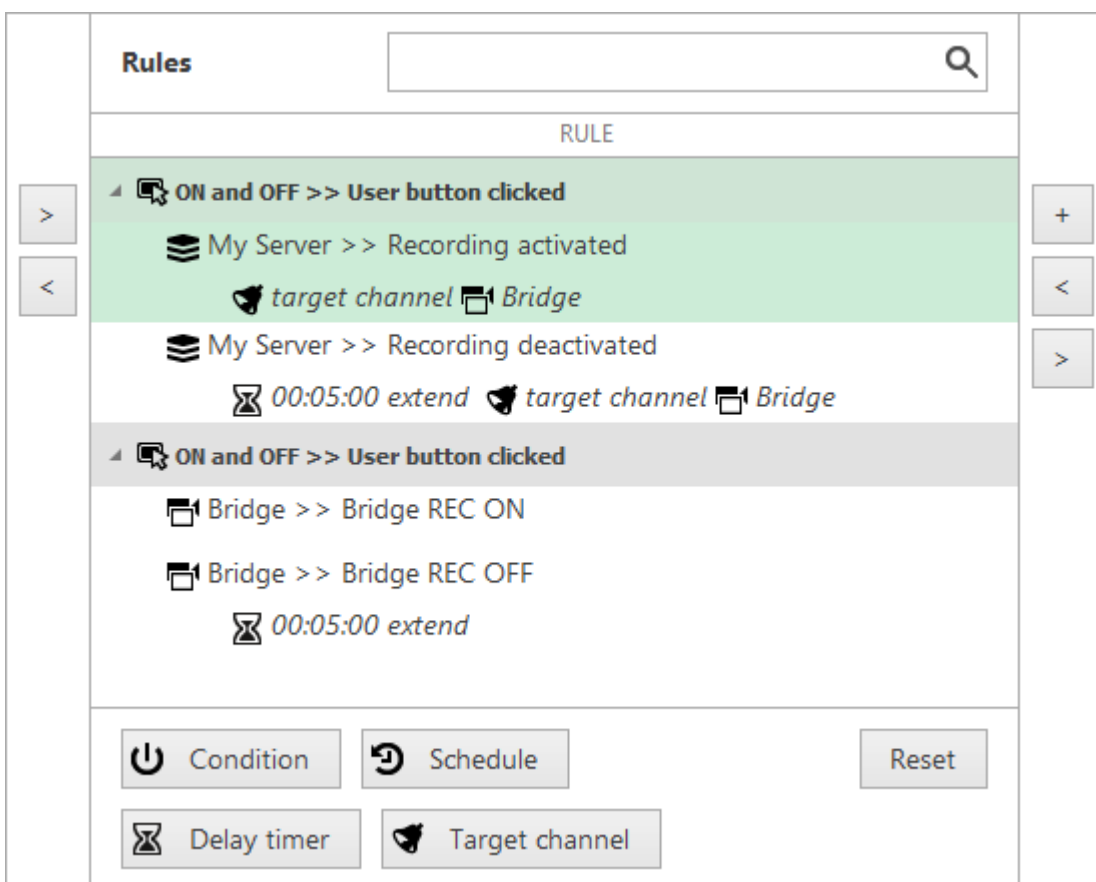 Rules
RULE
> ON and OFF >> User button clicked +
My Server >> Recording activated
< target channel Bridge <
My Server >> Recording deactivated >
00:05:00 extend target channel Bridge
ON and OFF >> User button clicked
Bridge >> Bridge REC ON
Bridge >> Bridge REC OFF
00:05:00 extend
Condition Schedule Reset
Delay timer Target channel